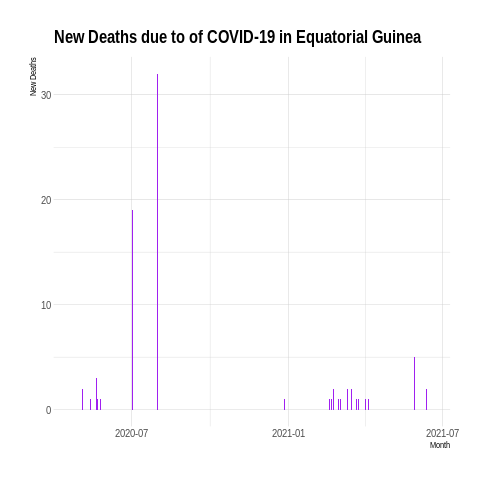 New Deaths due to of COVID-19 in Equatorial Guinea
New Deaths
30
20
10
0
2020-07
2021-01
2021-07
Month